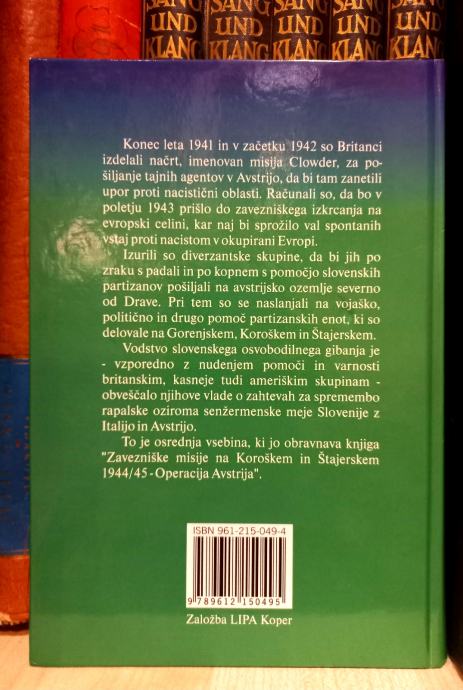 SANG UND KLANG
SANG UND KLANG
SANG UND KLANG
SANG UND KLANG
SANG UND KLANG
Konec leta 1941 in v začetku 1942 so Britanci
izdelali načrt, imenovan misija Clowder, za po-
šiljanje tajnih agentov v Avstrijo, da bi tam zanetili
upor proti nacistični oblasti. Računali so, da bo v
poletju 1943 prišlo do zavezniškega izkrcanja na
evropski celini, kar naj bi sprožilo val spontanih
vstaj proti nacistom v okupirani Evropi.
Izurili so diverzantske skupine, da bi jih po
zraku s padali in po kopnem s pomočjo slovenskih
partizanov pošiljali na avstrijsko ozemlje severno
od Drave. Pri tem so se naslanjali na vojaško,
politično in drugo pomoč partizanskih enot, ki so
delovale na Gorenjskem, Koroškem in Štajerskem.
Vodstvo slovenskega osvobodilnega gibanja je
- vzporedno z nudenjem pomoči in varnosti
britanskim, kasneje tudi ameriškim skupinam -
obveščalo njihove vlade o zahtevah za spremembo
rapalske oziroma senžermenske meje Slovenije z
Italijo in Avstrijo.
To je osrednja vsebina, ki jo obravnava knjiga
"Zavezniške misije na Koroškem in Štajerskem
1944/45 - Operacija Avstrija".
ISBN 961-215-049-4
9 789612 150495
Založba LIPA Koper